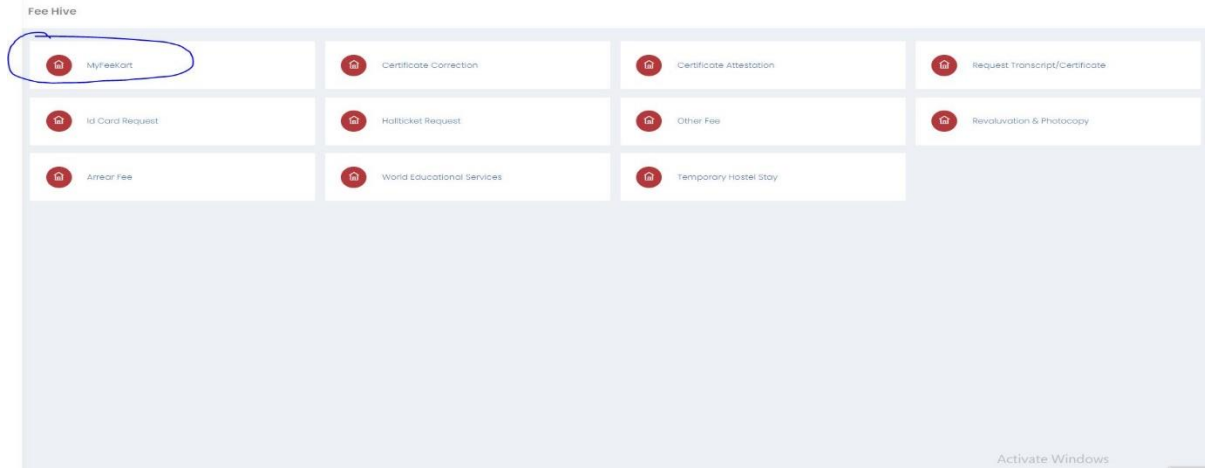 Fee Hive
MyFeeKart
Certificate Correction
Certificate Attestation
Request Transcript/Certificate
Id Card Request
Hallticket Request
Other Fee
Revaluvation & Photocopy
Arrear Fee
World Educational Services
Temporary Hostel Stay
Activate Windows